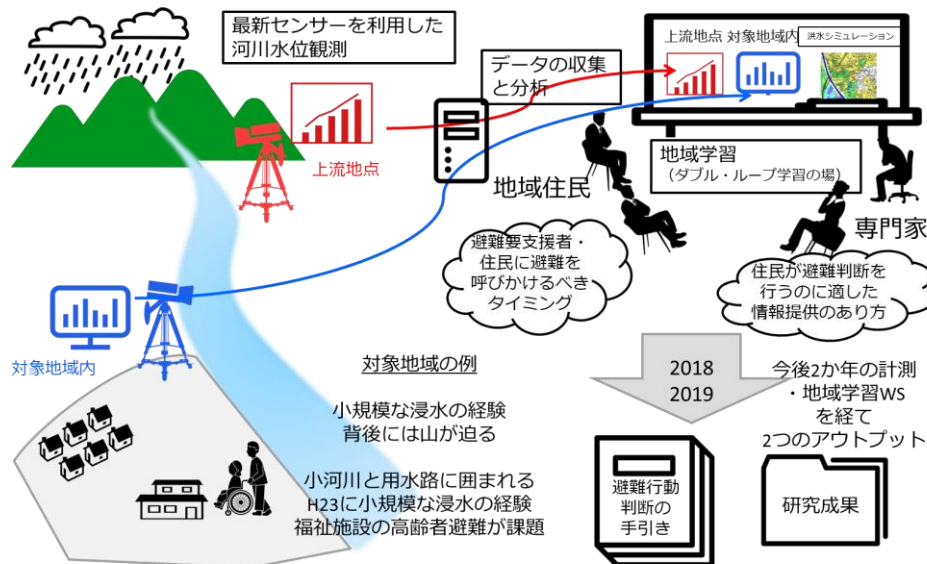 最新センサーを利用した
河川水位観測
上流地点
データの収集
と分析
上流地点 対象地域内 洪水シミュレーション
地域学習
（ダブル・ループ学習の場）
地域住民
専門家
避難要支援者・
住民に避難を
呼びかけるべき
タイミング
住民が避難判断を
行うのに適した
情報提供のあり方
対象地域内
対象地域の例
小規模な浸水の経験
背後には山が迫る
小河川と用水路に囲まれる
H23に小規模な浸水の経験
福祉施設の高齢者避難が課題
2018
2019
今後2か年の計測
・地域学習WS
を経て
2つのアウトプット
避難行動
判断の
手引き
研究成果